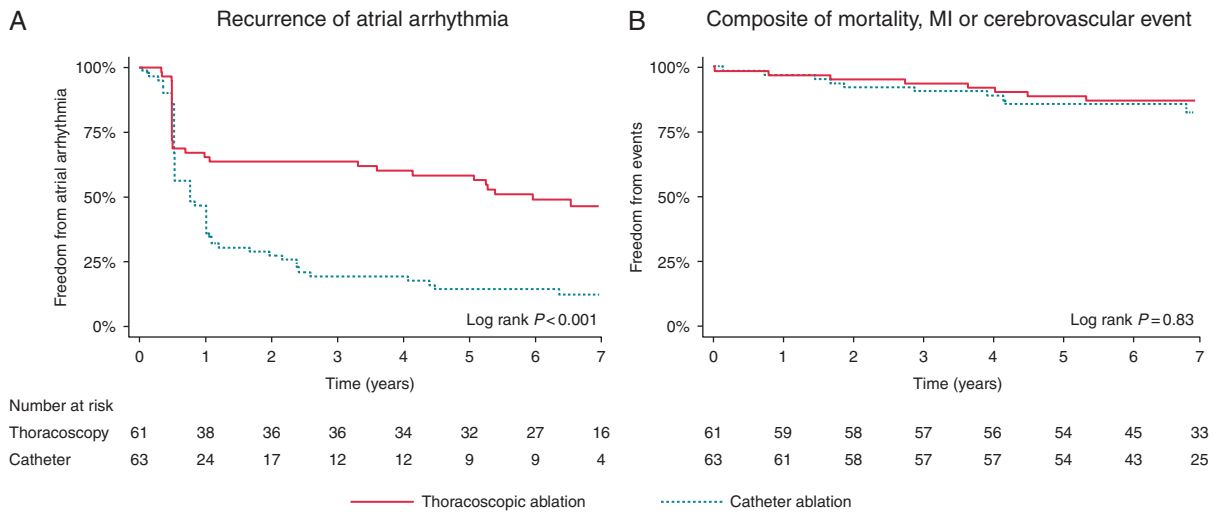 A Recurrence of atrial arrhythmia
100%
75%
50%
25%
0%
Freedom from atrial arrhythmia
Log rank P < 0.001
0 1 2 3 4 5 6 7
Time (years)
B Composite of mortality, MI or cerebrovascular event
100%
75%
50%
25%
0%
Freedom from events
Log rank P = 0.83
0 1 2 3 4 5 6 7
Time (years)
Number at risk
Thoracoscopy 61 38 36 36 34 32 27 16 61 59 58 57 56 54 45 33
Catheter 63 24 17 12 12 9 9 4 63 61 58 57 57 54 43 25
Thoracoscopic ablation Catheter ablation